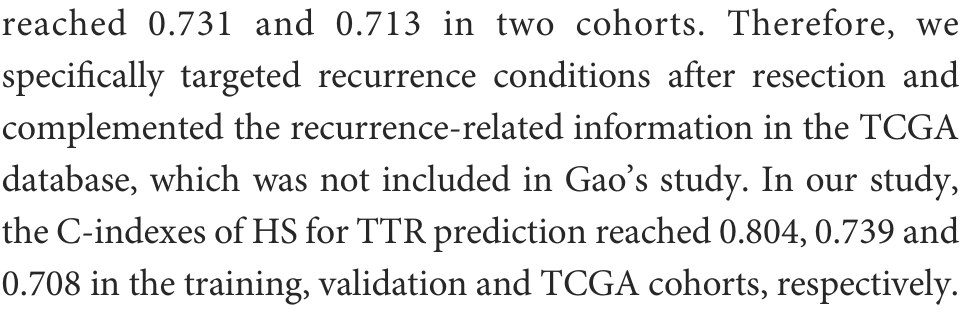 reached 0.731 and 0.713 in two cohorts. Therefore, we
specifically targeted recurrence conditions after resection and
complemented the recurrence-related information in the TCGA
database, which was not included in Gao’s study. In our study,
the C-indexes of HS for TTR prediction reached 0.804, 0.739 and
0.708 in the training, validation and TCGA cohorts, respectively.